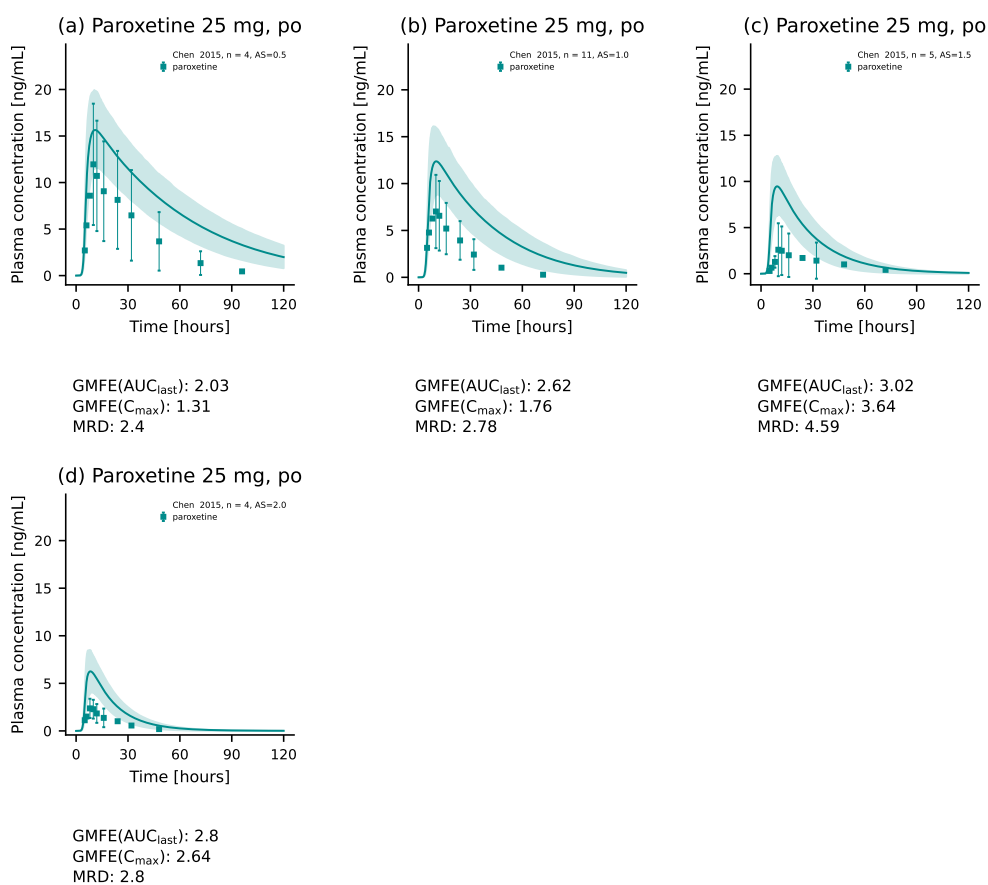 (a) Paroxetine 25 mg, po
Plasma concentration [ng/mL]
Chen  2015, n = 4, AS=0.5
paroxetine
20
15
10
5
0
0 30 60 90 120
Time [hours]
GMFE(AUClast): 2.03
GMFE(Cmax): 1.31
MRD: 2.4
(b) Paroxetine 25 mg, po
Plasma concentration [ng/mL]
Chen  2015, n = 11, AS=1.0
paroxetine
20
15
10
5
0
0 30 60 90 120
Time [hours]
GMFE(AUClast): 2.62
GMFE(Cmax): 1.76
MRD: 2.78
(c) Paroxetine 25 mg, po
Plasma concentration [ng/mL]
Chen  2015, n = 5, AS=1.5
paroxetine
20
15
10
5
0
0 30 60 90 120
Time [hours]
GMFE(AUClast): 3.02
GMFE(Cmax): 3.64
MRD: 4.59
(d) Paroxetine 25 mg, po
Plasma concentration [ng/mL]
Chen  2015, n = 4, AS=2.0
paroxetine
20
15
10
5
0
0 30 60 90 120
Time [hours]
GMFE(AUClast): 2.8
GMFE(Cmax): 2.64
MRD: 2.8